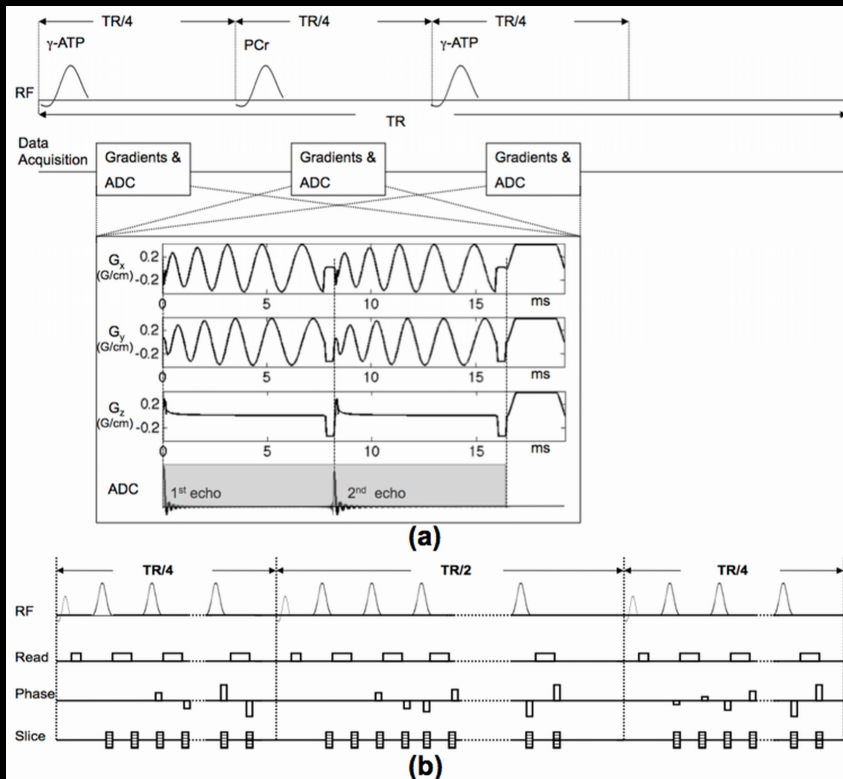 TR/4 TR/4 TR/4
γ-ATP PCr γ-ATP
RF
TR
Data
Acquisition
Gradients &
ADC
Gradients &
ADC
Gradients &
ADC
Gx
(G/cm)
0.2
-0.2
0 5 10 15 ms
Gy
(G/cm)
0.2
-0.2
0 5 10 15 ms
Gz
(G/cm)
0.2
-0.2
0 5 10 15 ms
ADC 1st echo 2nd echo
(a)
TR/4 TR/2 TR/4
RF
Read
Phase
Slice
(b)